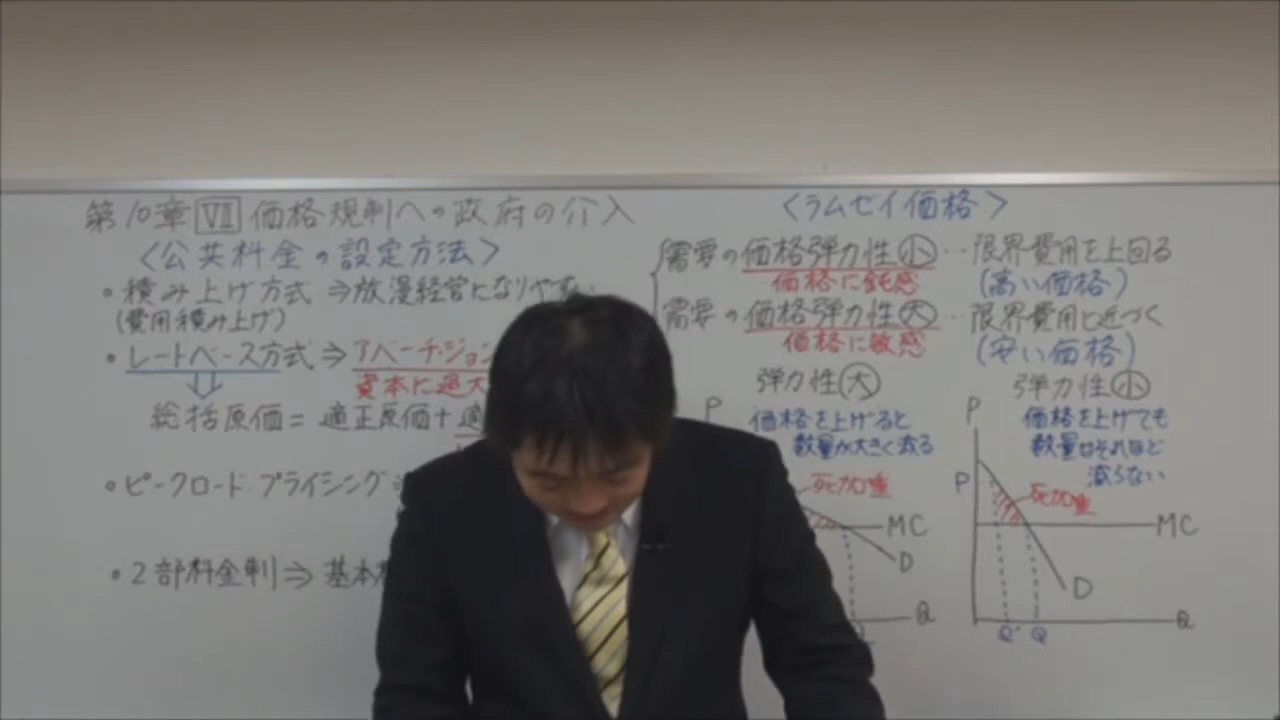 第10章 Ⅶ 価格規制への政府の介入
〈公共料金の設定方法〉
・積み上げ方式 ⇒放漫経営になりやすい
(費用積み上げ)
・レートベース方式 ⇒ アバーチ・ジョン
資本に過大
総括原価 = 適正原価 + 適
・ピークロード・プライシング
・2部料金制 ⇒ 基本
〈ラムセイ価格〉
需要の価格弾力性小 … 限界費用を上回る
価格に鈍感 (高い価格)
需要の価格弾力性大 … 限界費用に近づく
価格に敏感 (安い価格)
弾力性大
P 価格を上げると
数量が大きく減る
死加重
MC
D
Q
弾力性小
P 価格を上げても
数量はそれほど
減らない
P 死加重
MC
D
Q
Q' Q